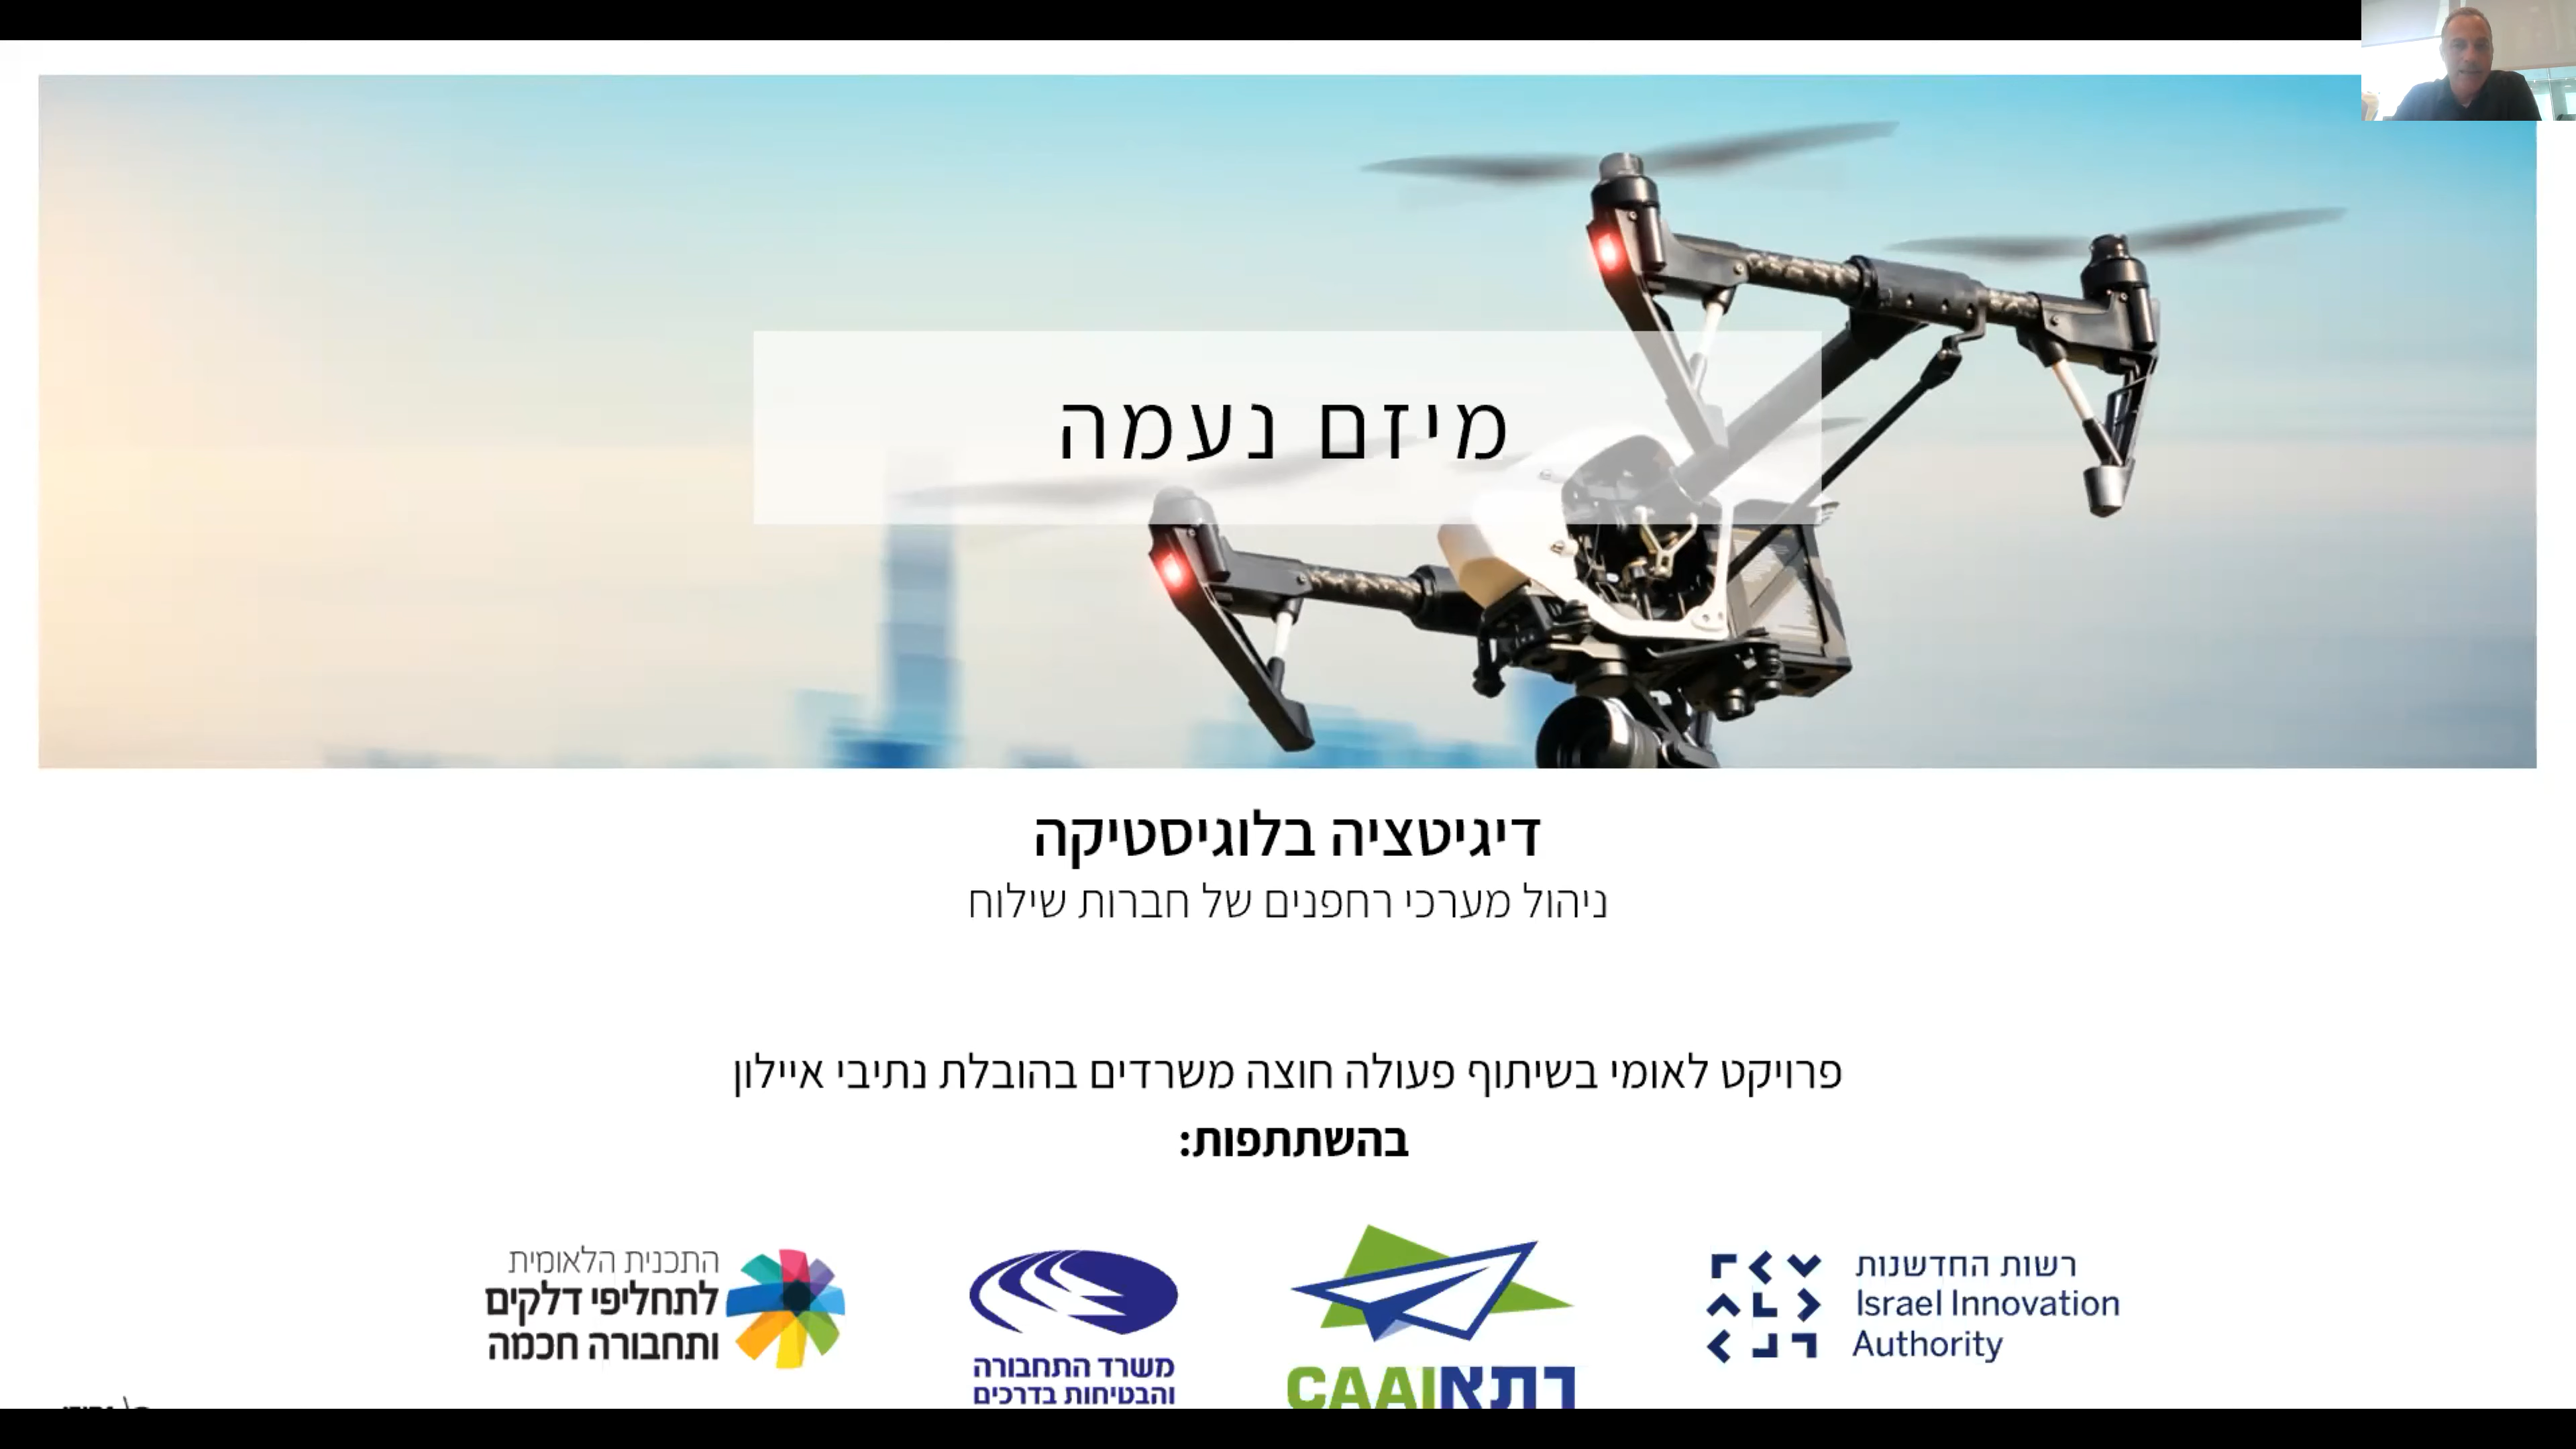 מיזם נעמה
דיגיטציה בלוגיסטיקה
ניהול מערכי רחפנים של חברות שילוח
פרויקט לאומי בשיתוף פעולה חוצה משרדים בהובלת נתיבי איילון
בהשתתפות:
רשות החדשנות
Israel Innovation
Authority
רתא CAAI
משרד התחבורה
והבטיחות בדרכים
התכנית הלאומית
לתחליפי דלקים
ותחבורה חכמה